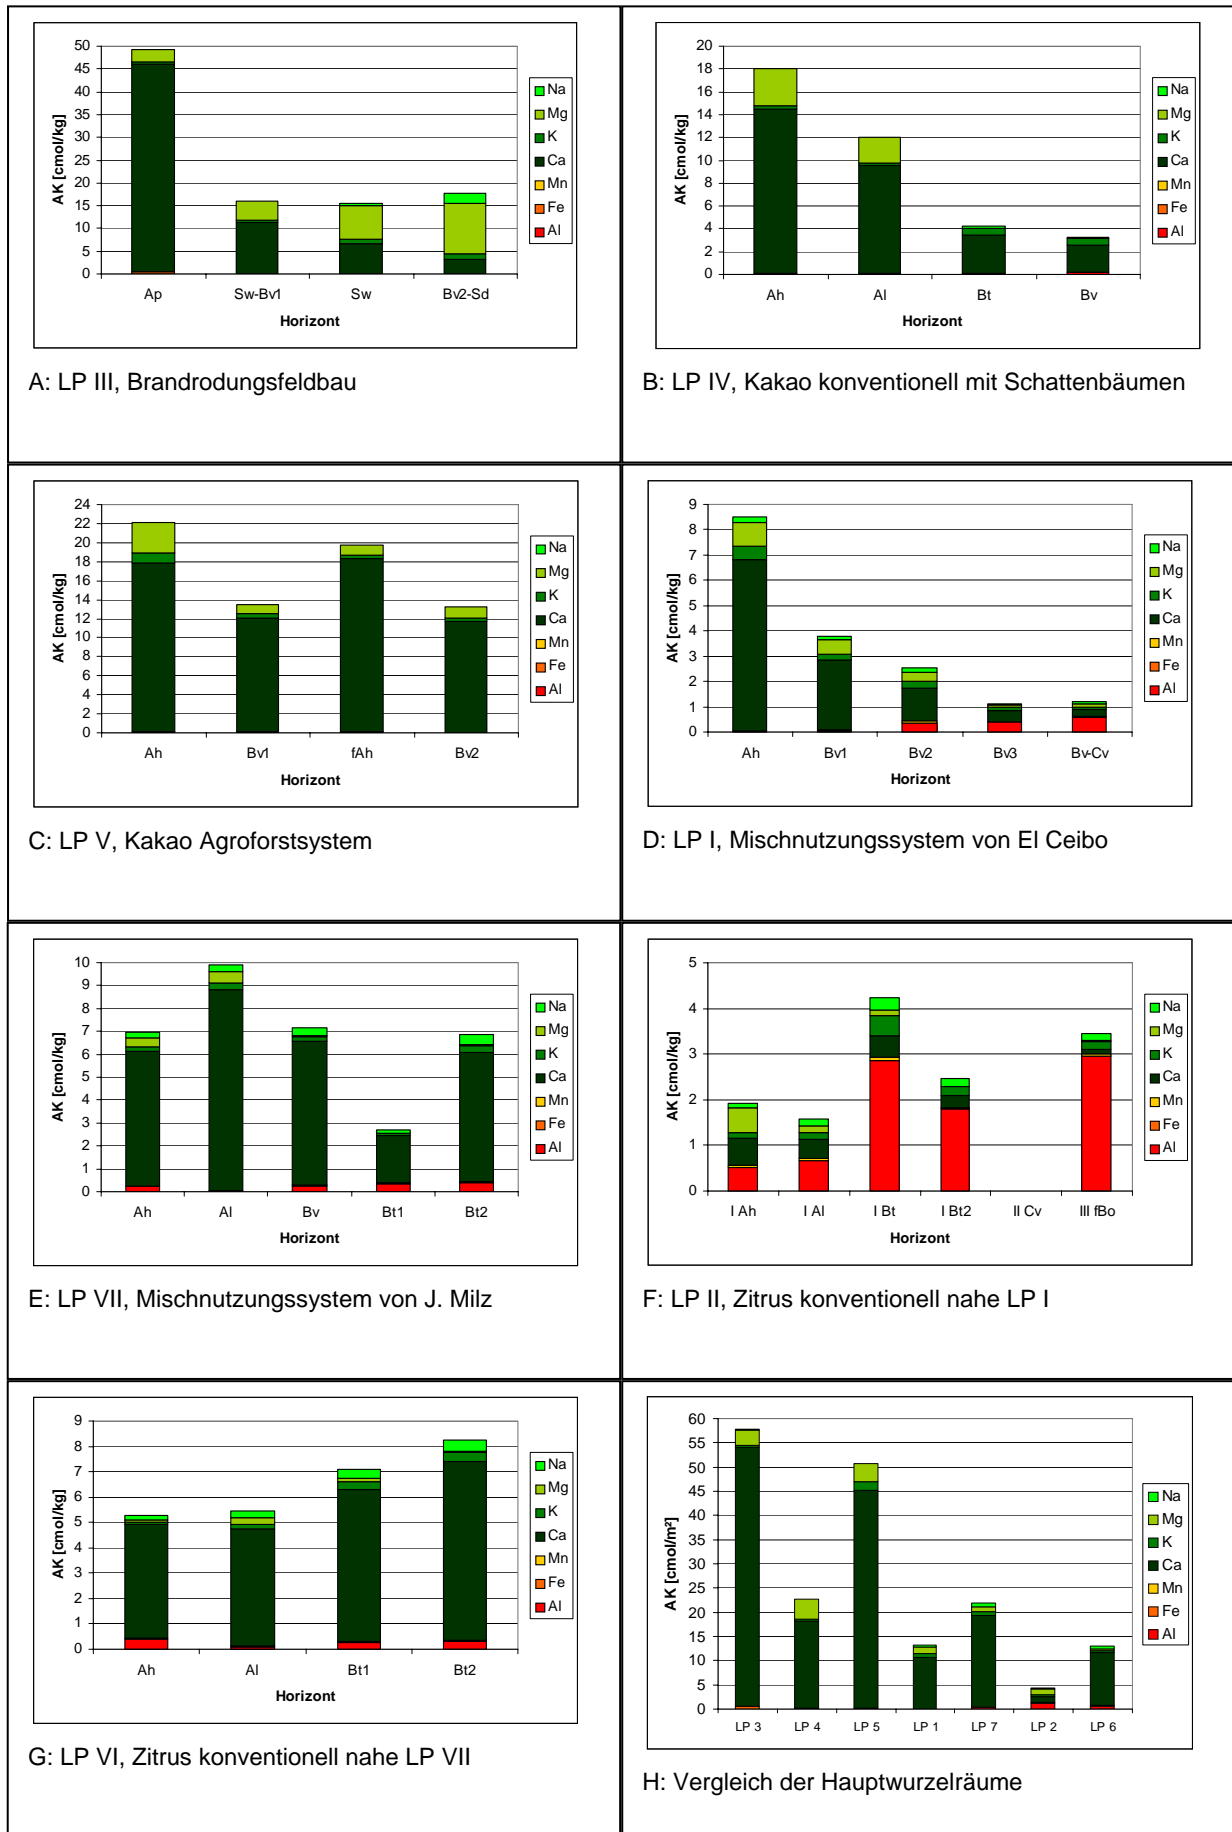 50
45
40
35
30
25
20
15
10
5
0
AK [cmol/kg]
Ap Sw-Bv1 Sw Bv2-Sd
Horizont
Na
Mg
K
Ca
Mn
Fe
Al
A: LP III, Brandrodungsfeldbau
20
18
16
14
12
10
8
6
4
2
0
AK [cmol/kg]
Ah Al Bt Bv
Horizont
Na
Mg
K
Ca
Mn
Fe
Al
B: LP IV, Kakao konventionell mit Schattenbäumen
24
22
20
18
16
14
12
10
8
6
4
2
0
AK [cmol/kg]
Ah Bv1 fAh Bv2
Horizont
Na
Mg
K
Ca
Mn
Fe
Al
C: LP V, Kakao Agroforstsystem
9
8
7
6
5
4
3
2
1
0
AK [cmol/kg]
Ah Bv1 Bv2 Bv3 Bv-Cv
Horizont
Na
Mg
K
Ca
Mn
Fe
Al
D: LP I, Mischnutzungssystem von El Ceibo
10
9
8
7
6
5
4
3
2
1
0
AK [cmol/kg]
Ah Al Bv Bt1 Bt2
Horizont
Na
Mg
K
Ca
Mn
Fe
Al
E: LP VII, Mischnutzungssystem von J. Milz
5
4
3
2
1
0
AK [cmol/kg]
I Ah I Al I Bt I Bt2 II Cv III fBo
Horizont
Na
Mg
K
Ca
Mn
Fe
Al
F: LP II, Zitrus konventionell nahe LP I
9
8
7
6
5
4
3
2
1
0
AK [cmol/kg]
Ah Al Bt1 Bt2
Horizont
Na
Mg
K
Ca
Mn
Fe
Al
G: LP VI, Zitrus konventionell nahe LP VII
60
55
50
45
40
35
30
25
20
15
10
5
0
AK [cmol/m²]
LP 3 LP 4 LP 5 LP 1 LP 7 LP 2 LP 6
Na
Mg
K
Ca
Mn
Fe
Al
H: Vergleich der Hauptwurzelräume